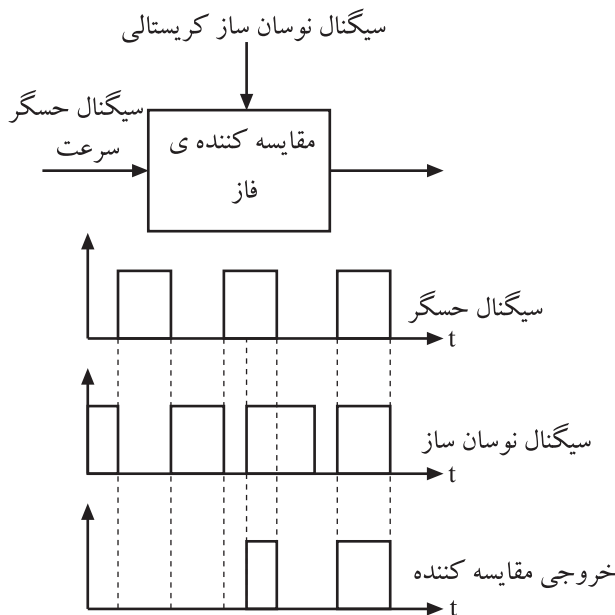 سیگنال نوسان ساز کریستالی
سیگنال حسگر
سرعت
مقایسه کننده ی
فاز
سیگنال حسگر
t
سیگنال نوسان ساز
t
خروجی مقایسه کننده
t